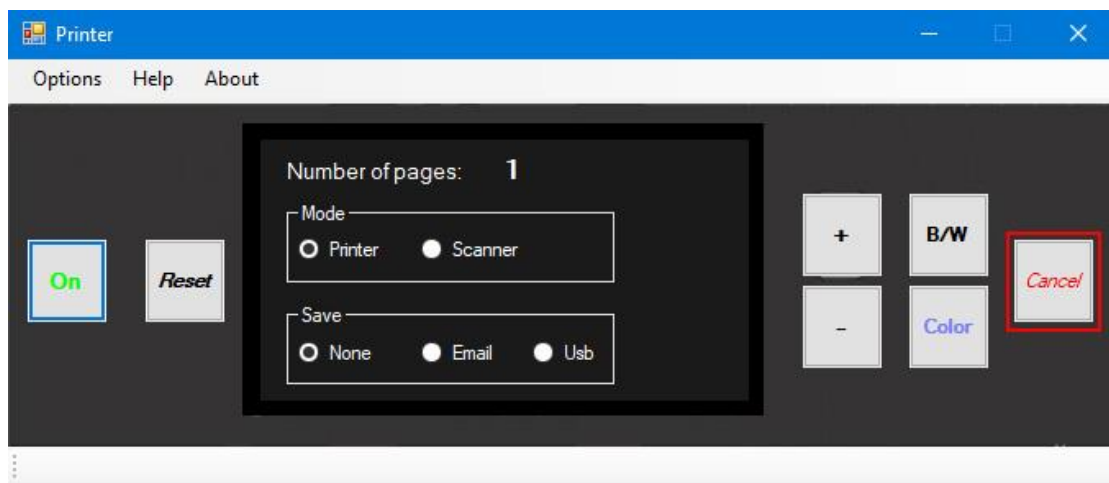 Printer
Options Help About
Number of pages: 1
Mode
Printer Scanner
Save
None Email Usb
On
Reset
+
B/W
-
Color
Cancel